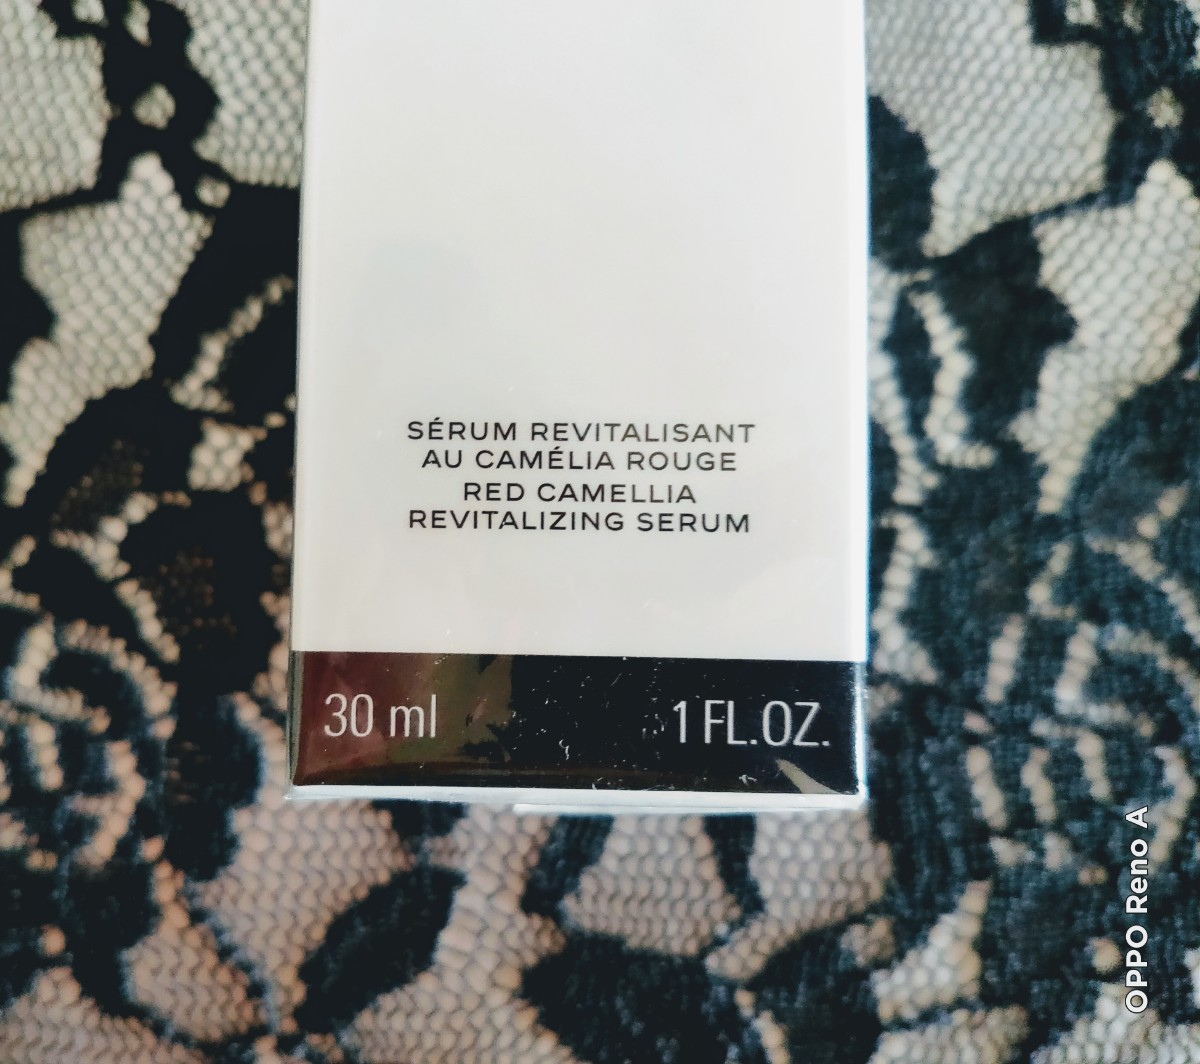 SÉRUM REVITALISANT
AU CAMÉLIA ROUGE
RED CAMELLIA
REVITALIZING SERUM
30 ml 1 FL.OZ.
OPPO Reno A